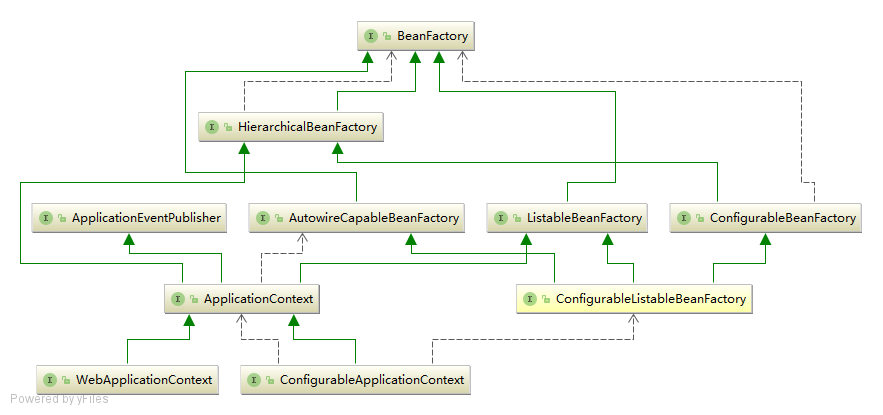 BeanFactory
HierarchicalBeanFactory
ApplicationEventPublisher
AutowireCapableBeanFactory
ListableBeanFactory
ConfigurableBeanFactory
ApplicationContext
ConfigurableListableBeanFactory
WebApplicationContext
ConfigurableApplicationContext
Powered by yFiles